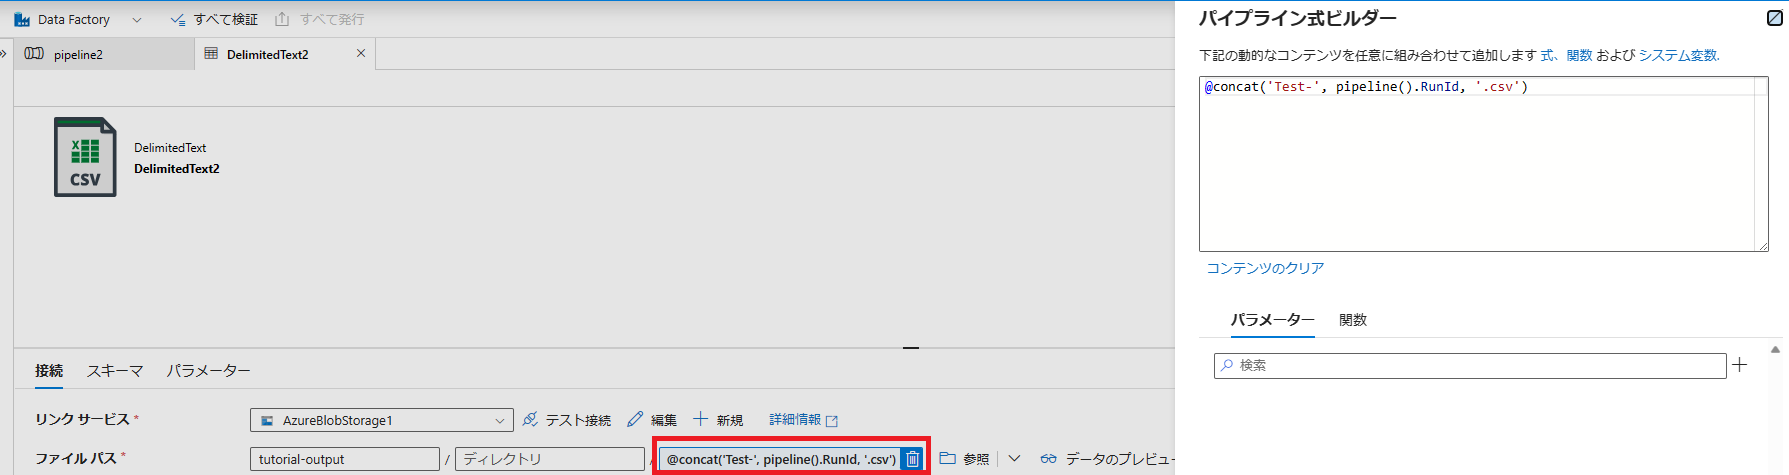 Data Factory
すべて検証
すべて発行
pipeline2
DelimitedText2
CSV
DelimitedText
DelimitedText2
接続
スキーマ
パラメーター
リンク サービス *
AzureBlobStorage1
テスト接続
編集
新規
詳細情報
ファイル パス *
tutorial-output
/
ディレクトリ
/
@concat('Test-', pipeline().RunId, '.csv')
参照
データのプレビュー
パイプライン式ビルダー
下記の動的なコンテンツを任意に組み合わせて追加します 式、関数 および システム変数.
@concat('Test-', pipeline().RunId, '.csv')
コンテンツのクリア
パラメーター
関数
検索